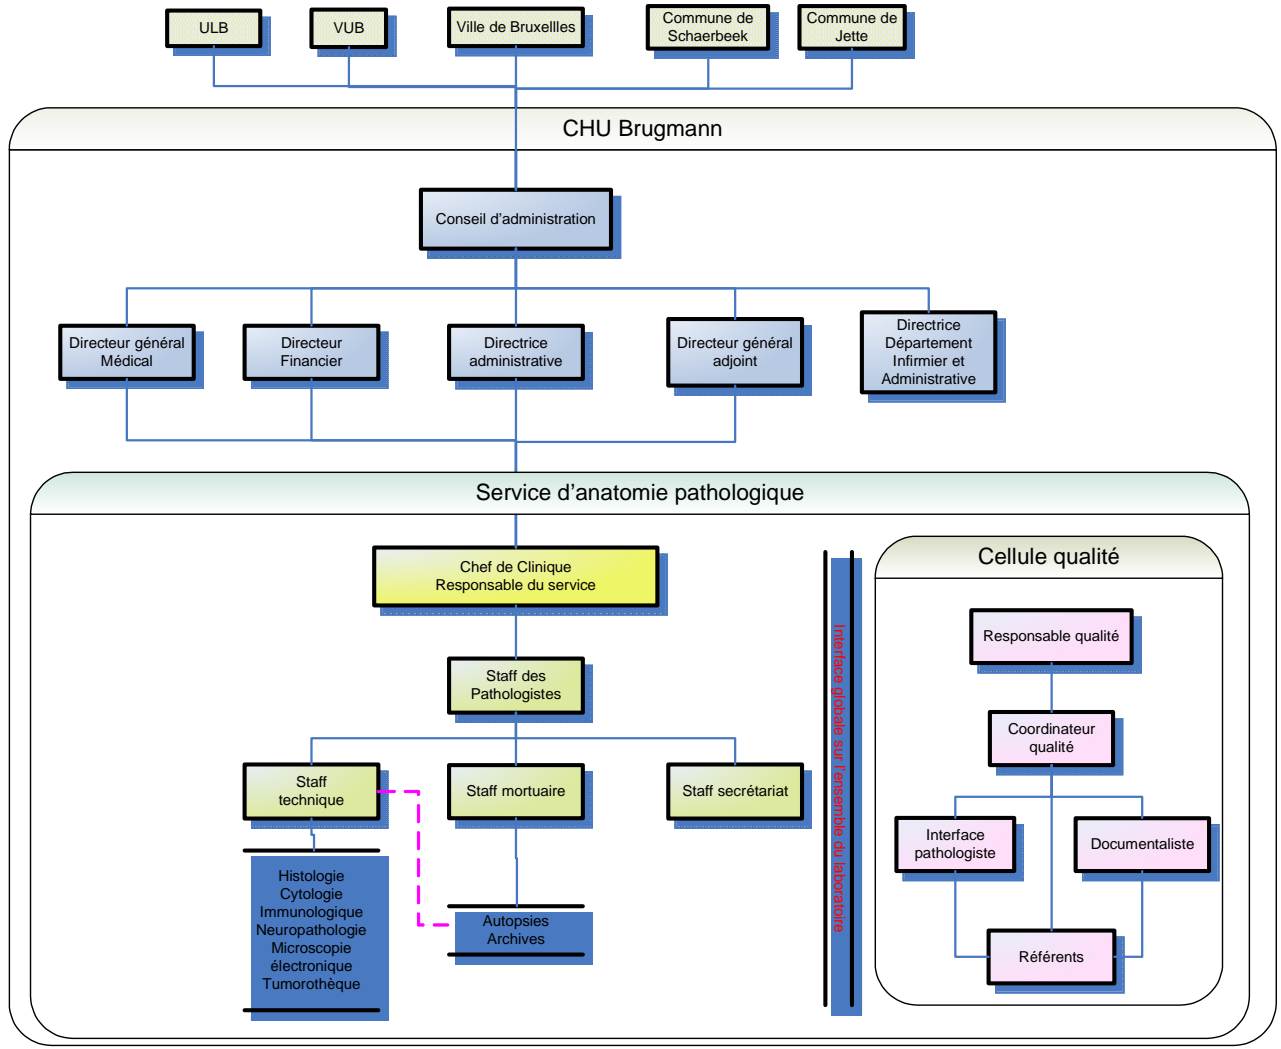 ULB
VUB
Ville de Bruxellles
Commune de
Schaerbeek
Commune de
Jette
CHU Brugmann
Conseil d'administration
Directeur général
Médical
Directeur
Financier
Directrice
administrative
Directeur général
adjoint
Directrice
Département
Infirmier et
Administrative
Service d'anatomie pathologique
Chef de Clinique
Responsable du service
Staff des
Pathologistes
Staff
technique
Staff mortuaire
Staff secrétariat
Histologie
Cytologie
Immunologique
Neuropathologie
Microscopie
électronique
Tumorothèque
Autopsies
Archives
Interface globale sur l'ensemble du laboratoire
Cellule qualité
Responsable qualité
Coordinateur
qualité
Interface
pathologiste
Documentaliste
Référents